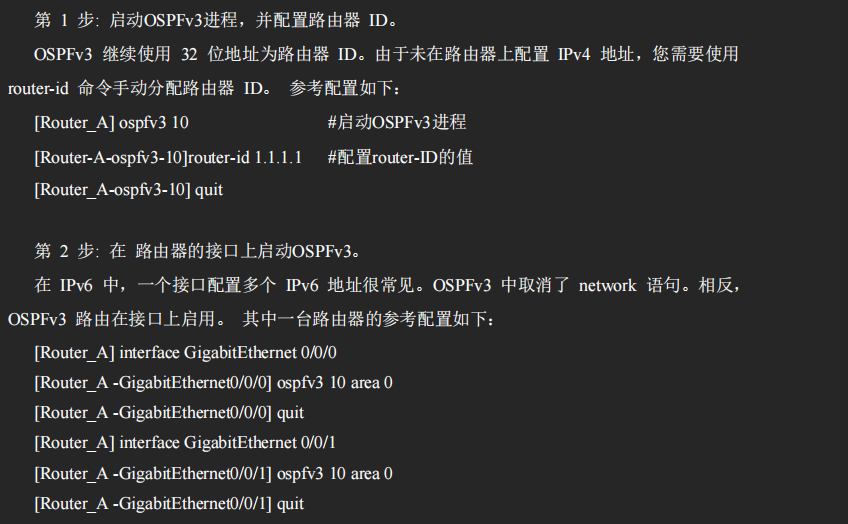 第 1 步: 启动OSPFv3进程，并配置路由器 ID。
OSPFv3 继续使用 32 位地址为路由器 ID。由于未在路由器上配置 IPv4 地址，您需要使用
router-id 命令手动分配路由器 ID。 参考配置如下：
[Router_A] ospfv3 10 #启动OSPFv3进程
[Router-A-ospfv3-10]router-id 1.1.1.1 #配置router-ID的值
[Router_A-ospfv3-10] quit
第 2 步: 在 路由器的接口上启动OSPFv3。
在 IPv6 中，一个接口配置多个 IPv6 地址很常见。OSPFv3 中取消了 network 语句。相反，
OSPFv3 路由在接口上启用。 其中一台路由器的参考配置如下：
[Router_A] interface GigabitEthernet 0/0/0
[Router_A -GigabitEthernet0/0/0] ospfv3 10 area 0
[Router_A -GigabitEthernet0/0/0] quit
[Router_A] interface GigabitEthernet 0/0/1
[Router_A -GigabitEthernet0/0/1] ospfv3 10 area 0
[Router_A -GigabitEthernet0/0/1] quit